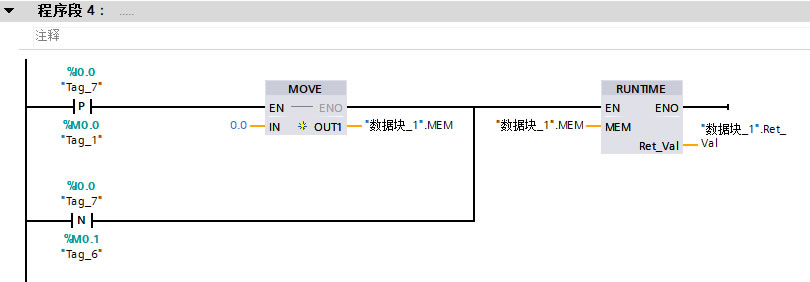 程序段 4： .....
注释
%I0.0
"Tag_7"
P
%M0.0
"Tag_1"
MOVE
EN ENO
0.0 IN OUT1 "数据块_1".MEM
RUNTIME
EN ENO
"数据块_1".MEM MEM
Ret_Val "数据块_1".Ret_
Val
%I0.0
"Tag_7"
N
%M0.1
"Tag_6"